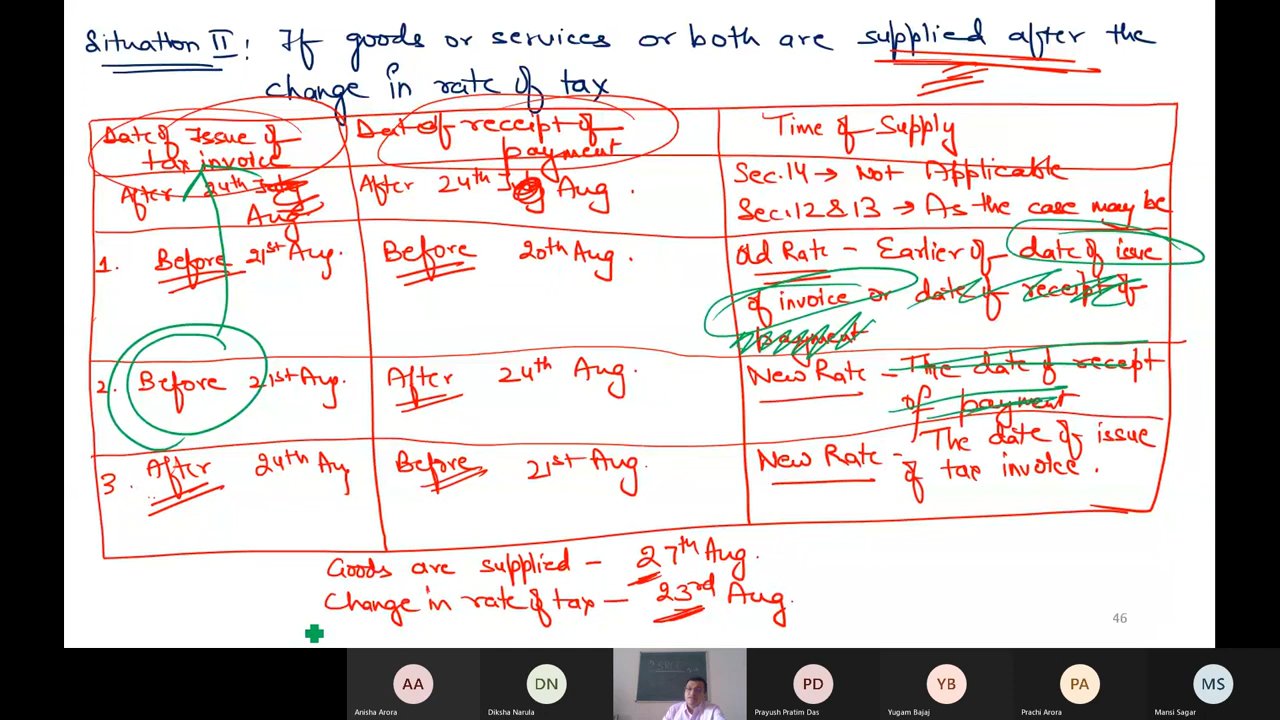 Situation II : If goods or services or both are supplied after the
change in rate of tax
Date of Issue of
tax invoice
Date of receipt of
payment
Time of Supply
After 24th
Aug
After 24th Aug
Sec.14 → Not Applicable
Sec.12 & 13 → As the case may be
1. Before 21st Aug.
Before 20th Aug.
Old Rate - Earlier of date of issue
of invoice or date of receipt of
payment
2. Before 21st Aug.
After 24th Aug.
New Rate - The date of recept
of payment
3. After 24th Aug
Before 21st Aug.
New Rate - The date of issue
of tax invoice.
Goods are supplied - 27th Aug.
Change in rate of tax - 23rd Aug.
46
AA
DN
PD
YB
PA
MS
Anisha Arora
Diksha Narula
Prayush Pratim Das
Yugam Bajaj
Prachi Arora
Mansi Sagar